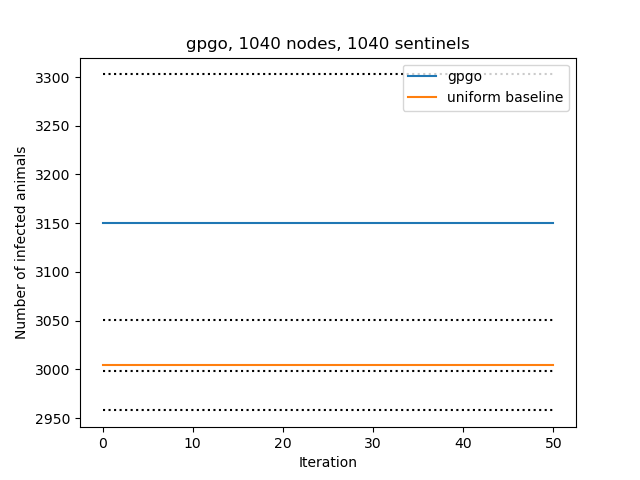 gpgo, 1040 nodes, 1040 sentinels
gpgo
uniform baseline
Number of infected animals
3300
3250
3200
3150
3100
3050
3000
2950
0 10 20 30 40 50
Iteration